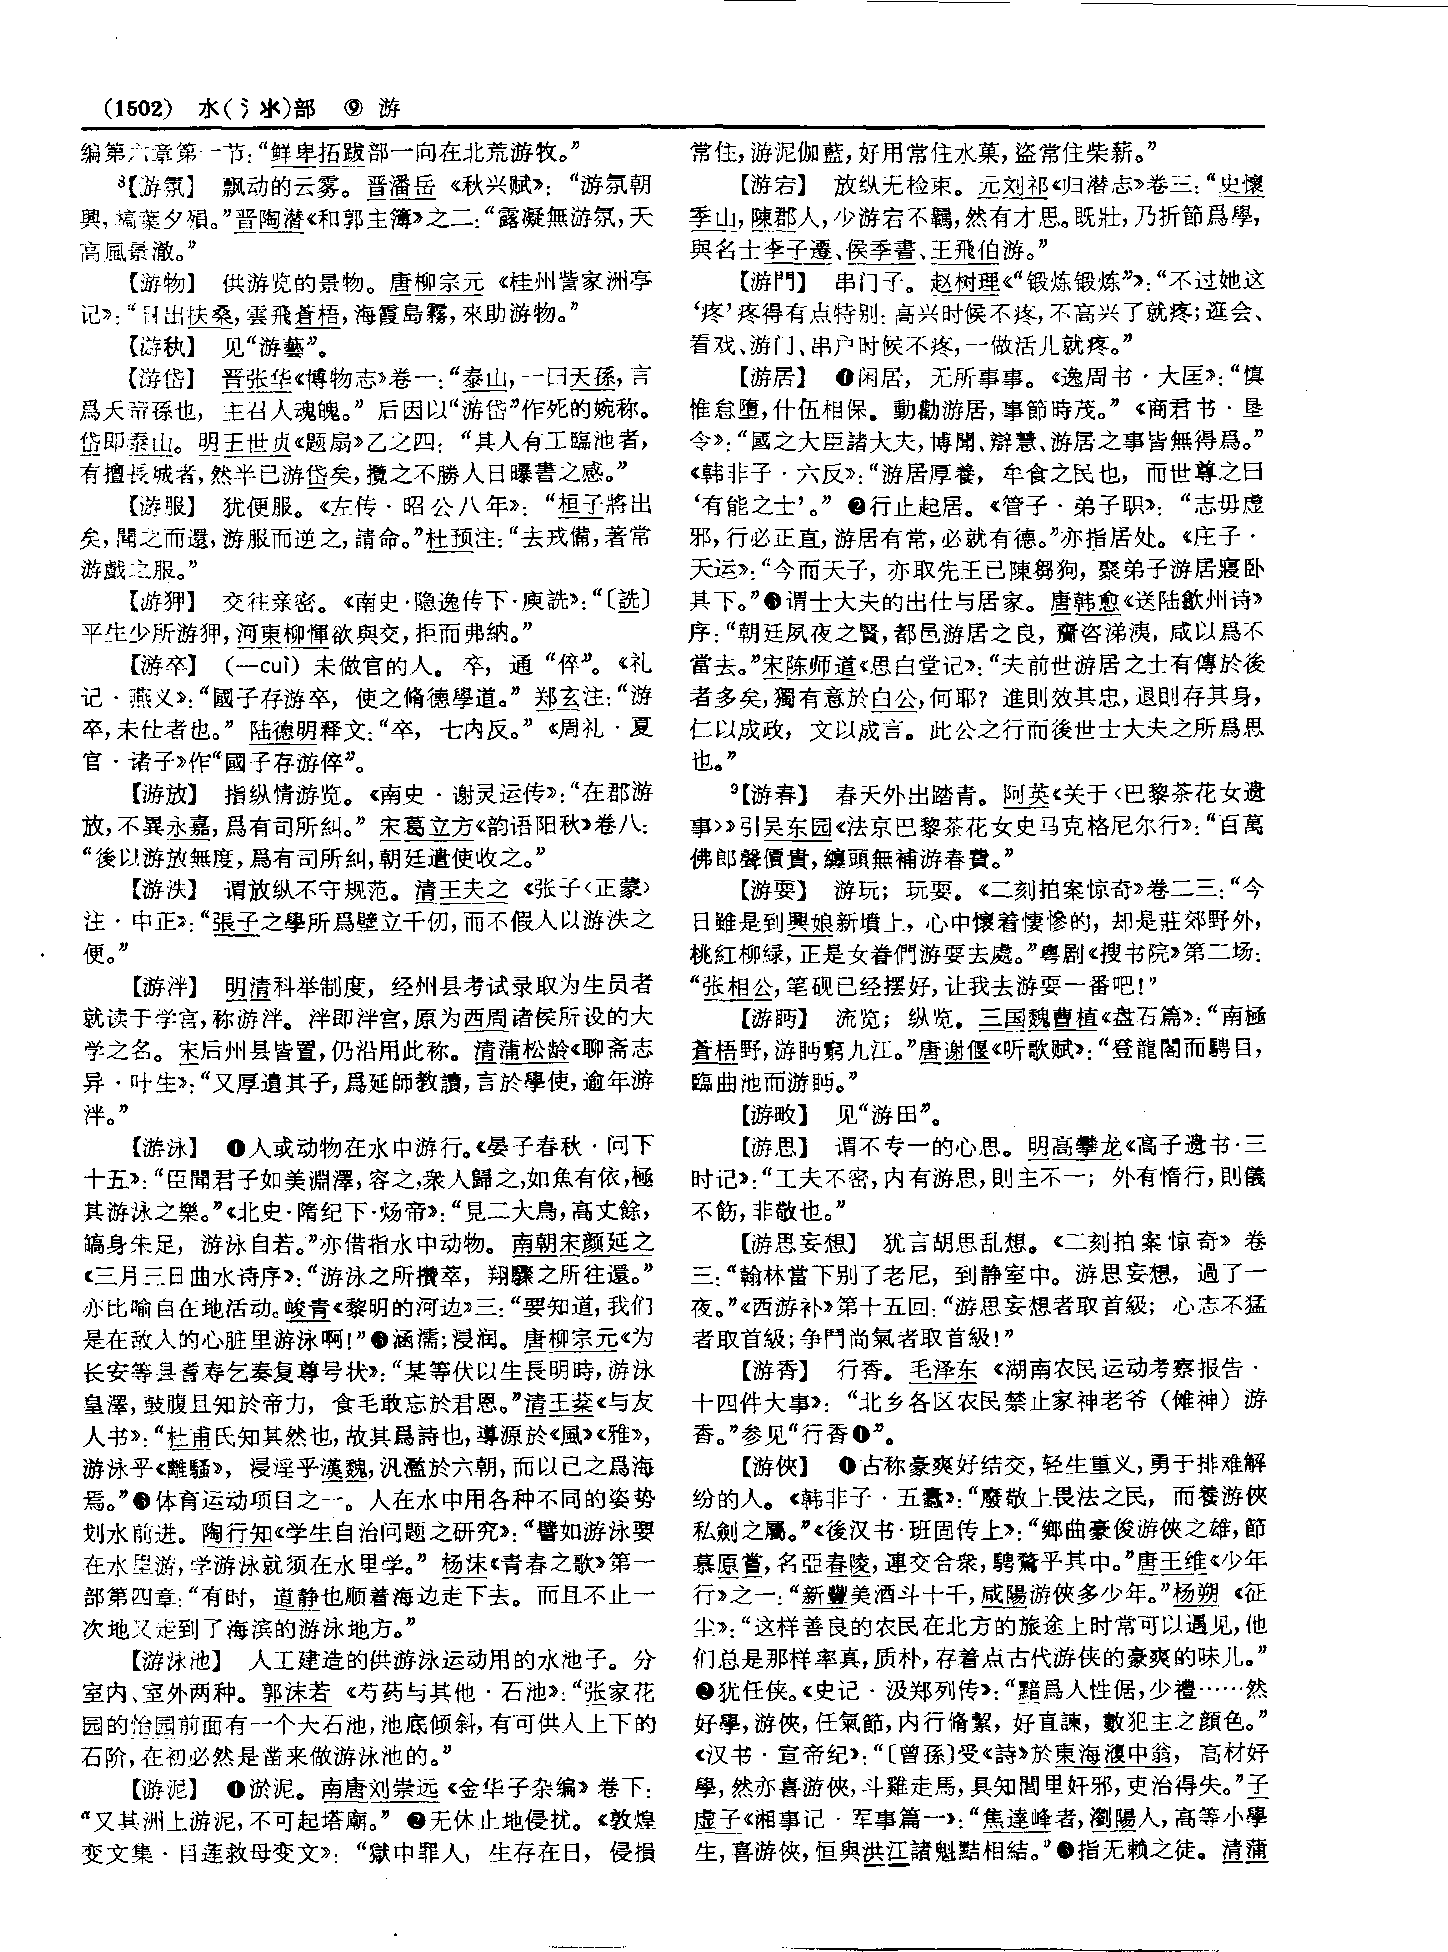 (1502) 水(氵氺)部 ⑨ 游
编第六章第一节:“鲜卑拓跋部一向在北荒游牧。”
⁸【游氛】 飘动的云雾。晋潘岳《秋兴赋》:“游氛朝
興,槁葉夕殞。”晋陶潜《和郭主簿》之二:“露凝無游氛,天
高風景澈。”
【游物】 供游览的景物。唐柳宗元《桂州訾家洲亭
记》:“日出扶桑,雲飛蒼梧,海霞島霧,來助游物。”
【游秇】 见“游藝”。
【游岱】 晋张华《博物志》卷一:“泰山,一曰天孫,言
爲天帝孫也,主召人魂魄。”后因以“游岱”作死的婉称。
岱即泰山。明王世贞《题扇》乙之四:“其人有工臨池者,
有擅長城者,然半已游岱矣,攬之不勝人日曝書之感。”
【游服】 犹便服。《左传·昭公八年》:“桓子將出
矣,聞之而還,游服而逆之,請命。”杜预注:“去戎備,著常
游戲之服。”
【游狎】 交往亲密。《南史·隐逸传下·庾詵》:“〔詵〕
平生少所游狎,河東柳惲欲與交,拒而弗納。”
【游卒】 (—cuì) 未做官的人。卒,通“倅”。《礼
记·燕义》:“國子存游卒,使之脩德學道。”郑玄注:“游
卒,未仕者也。”陆德明释文:“卒,七内反。”《周礼·夏
官·诸子》作“國子存游倅”。
【游放】 指纵情游览。《南史·谢灵运传》:“在郡游
放,不異永嘉,爲有司所糾。”宋葛立方《韵语阳秋》卷八:
“後以游放無度,爲有司所糾,朝廷遣使收之。”
【游泆】 谓放纵不守规范。清王夫之《张子〈正蒙〉
注·中正》:“張子之學所爲壁立千仞,而不假人以游泆之
便。”
【游泮】 明清科举制度,经州县考试录取为生员者
就读于学宫,称游泮。泮即泮宫,原为西周诸侯所设的大
学之名。宋后州县皆置,仍沿用此称。清蒲松龄《聊斋志
异·叶生》:“又厚遺其子,爲延師教讀,言於學使,逾年游
泮。”
【游泳】 ❶人或动物在水中游行。《晏子春秋·问下
十五》:“臣聞君子如美淵澤,容之,衆人歸之,如魚有依,極
其游泳之樂。”《北史·隋纪下·炀帝》:“見二大鳥,高丈餘,
皜身朱足,游泳自若。”亦借指水中动物。南朝宋颜延之
《三月三日曲水诗序》:“游泳之所攢萃,翔驟之所往還。”
亦比喻自在地活动。峻青《黎明的河边》三:“要知道,我们
是在敌人的心脏里游泳啊!”❷涵濡;浸润。唐柳宗元《为
长安等县耆寿乞奏复尊号状》:“某等伏以生長明時,游泳
皇澤,鼓腹且知於帝力,食毛敢忘於君恩。”清王棻《与友
人书》:“杜甫氏知其然也,故其爲詩也,導源於《風》《雅》,
游泳乎《離騷》,浸淫乎漢魏,汎濫於六朝,而以己之爲海
焉。”❸体育运动项目之一。人在水中用各种不同的姿势
划水前进。陶行知《学生自治问题之研究》:“譬如游泳要
在水里游,学游泳就须在水里学。”杨沫《青春之歌》第一
部第四章:“有时,道静也顺着海边走下去。而且不止一
次地又走到了海滨的游泳地方。”
【游泳池】 人工建造的供游泳运动用的水池子。分
室内、室外两种。郭沫若《芍药与其他·石池》:“张家花
园的怡园前面有一个大石池,池底倾斜,有可供人上下的
石阶,在初必然是凿来做游泳池的。”
【游泥】 ❶淤泥。南唐刘崇远《金华子杂编》卷下:
“又其洲上游泥,不可起塔廟。” ❷无休止地侵扰。《敦煌
变文集·目莲救母变文》:“獄中罪人,生存在日,侵損
常住,游泥伽藍,好用常住水菓,盜常住柴薪。”
【游宕】 放纵无检束。元刘祁《归潜志》卷三:“史懷
季山,陳郡人,少游宕不羈,然有才思。既壯,乃折節爲學,
與名士李子遷、侯季書、王飛伯游。”
【游門】 串门子。赵树理《“锻炼锻炼”》:“不过她这
‘疼’疼得有点特别:高兴时候不疼,不高兴了就疼;逛会、
看戏、游门、串户时候不疼,一做活儿就疼。”
【游居】 ❶闲居,无所事事。《逸周书·大匡》:“慎
惟怠墮,什伍相保。動勸游居,事節時茂。”《商君书·垦
令》:“國之大臣諸大夫,博聞、辯慧、游居之事皆無得爲。”
《韩非子·六反》:“游居厚養,牟食之民也,而世尊之曰
‘有能之士’。” ❷行止起居。《管子·弟子职》:“志毋虚
邪,行必正直,游居有常,必就有德。”亦指居处。《庄子·
天运》:“今而夫子,亦取先王已陳芻狗,聚弟子游居寢卧
其下。”❸谓士大夫的出仕与居家。唐韩愈《送陆歙州诗》
序:“朝廷夙夜之賢,都邑游居之良,齎咨涕洟,咸以爲不
當去。”宋陈师道《思白堂记》:“夫前世游居之士有傳於後
者多矣,獨有意於白公,何耶?進則效其忠,退則存其身,
仁以成政,文以成言。此公之行而後世士大夫之所爲思
也。”
⁹【游春】 春天外出踏青。阿英《关于〈巴黎茶花女遗
事〉》引吴东园《法京巴黎茶花女史马克格尼尔行》:“百萬
佛郎聲價貴,纏頭無補游春費。”
【游耍】 游玩;玩耍。《二刻拍案惊奇》卷二三:“今
日雖是到興娘新墳上,心中懷着悽慘的,却是莊郊野外,
桃紅柳緑,正是女眷們游耍去處。”粤剧《搜书院》第二场:
“张相公,笔砚已经摆好,让我去游耍一番吧!”
【游眄】 流览;纵览。三国魏曹植《盘石篇》:“南極
蒼梧野,游眄窮九江。”唐谢偃《听歌赋》:“登龍閣而騁目,
臨曲池而游眄。”
【游畋】 见“游田”。
【游思】 谓不专一的心思。明高攀龙《高子遗书·三
时记》:“工夫不密,内有游思,則主不一;外有惰行,則儀
不飭,非敬也。”
【游思妄想】 犹言胡思乱想。《二刻拍案惊奇》卷
三:“翰林當下别了老尼,到静室中。游思妄想,過了一
夜。”《西游补》第十五回:“游思妄想者取首級;心志不猛
者取首級;争鬥尚氣者取首級!”
【游香】 行香。毛泽东《湖南农民运动考察报告·
十四件大事》:“北乡各区农民禁止家神老爷(傩神)游
香。”参见“行香❶”。
【游俠】 ❶古称豪爽好结交,轻生重义,勇于排难解
纷的人。《韩非子·五蠹》:“廢敬上畏法之民,而養游俠
私劍之屬。”《後汉书·班固传上》:“鄉曲豪俊游俠之雄,節
慕原嘗,名亞春陵,連交合衆,騁騖乎其中。”唐王维《少年
行》之一:“新豐美酒斗十千,咸陽游俠多少年。”杨朔《征
尘》:“这样善良的农民在北方的旅途上时常可以遇见,他
们总是那样率真,质朴,存着点古代游侠的豪爽的味儿。”
❷犹任侠。《史记·汲郑列传》:“黯爲人性倨,少禮……然
好學,游俠,任氣節,内行脩絜,好直諫,數犯主之顔色。”
《汉书·宣帝纪》:“〔曾孫〕受《詩》於東海澓中翁,高材好
學,然亦喜游俠,鬥雞走馬,具知閭里奸邪,吏治得失。”子
虚子《湘事记·军事篇一》:“焦達峰者,瀏陽人,高等小學
生,喜游俠,恒與洪江諸魁黠相結。”❸指无赖之徒。清蒲